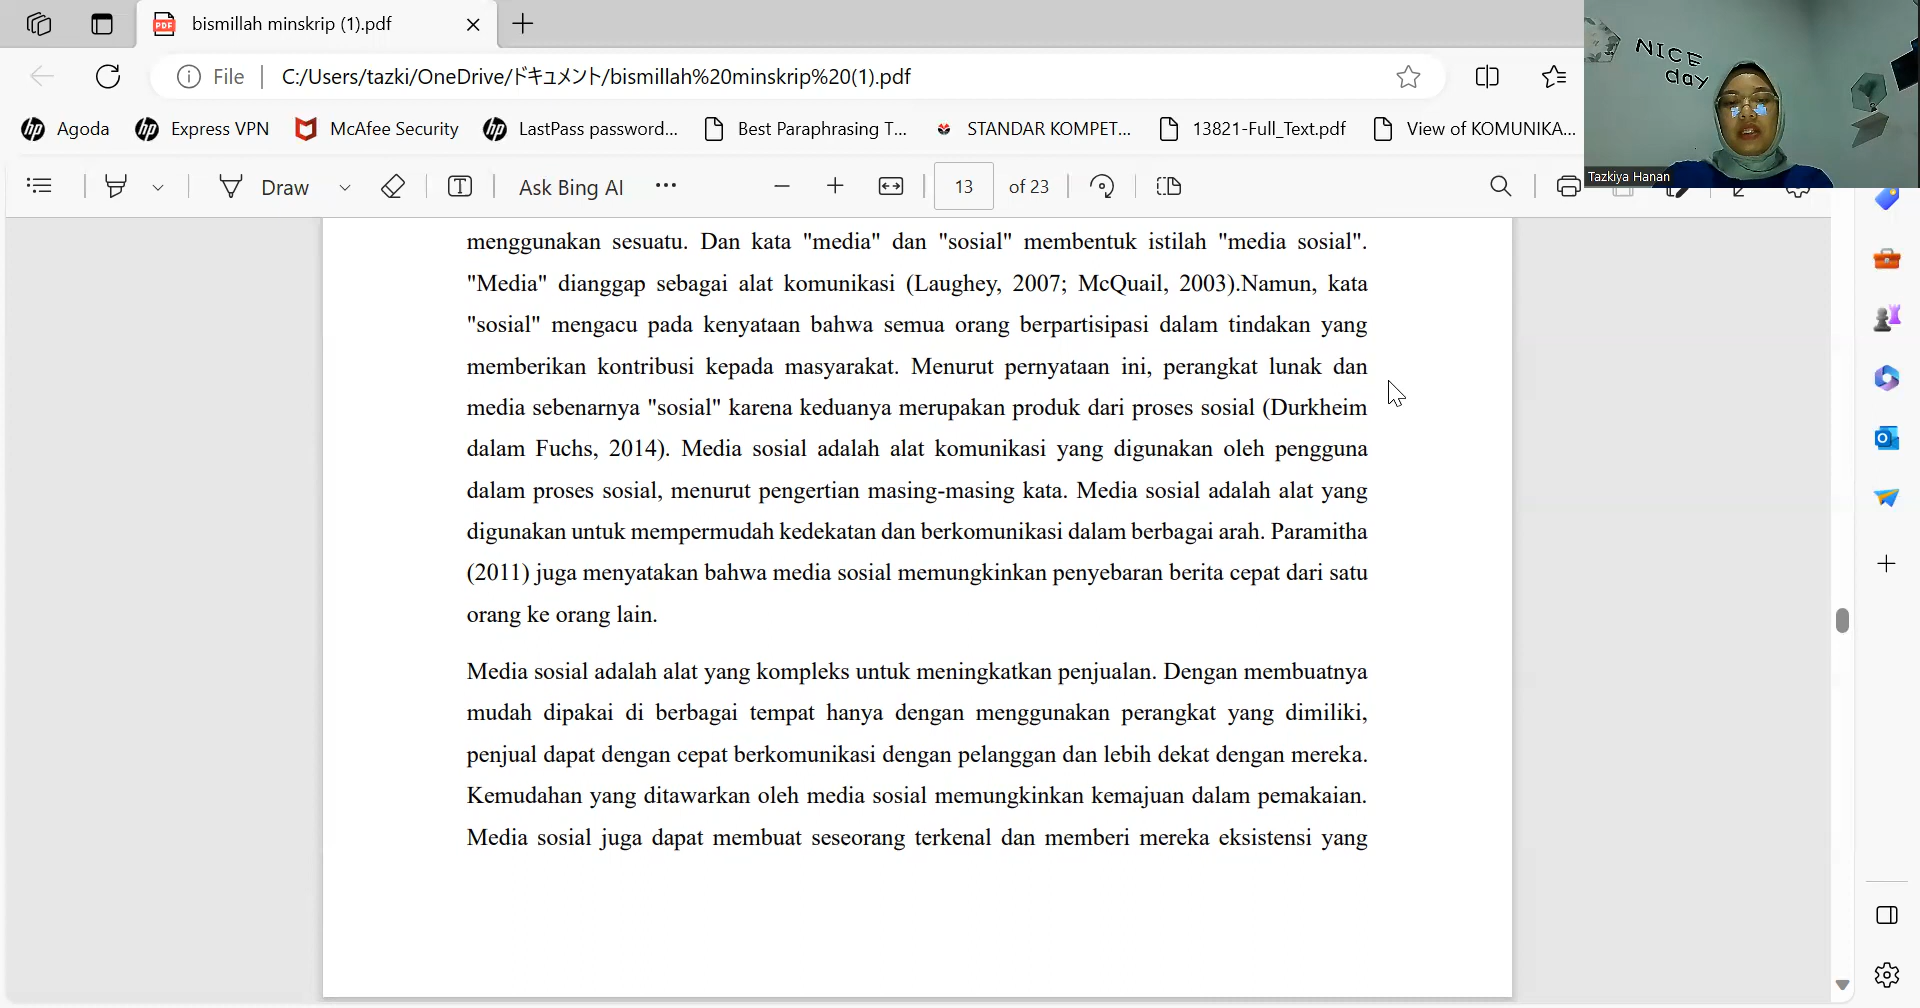 bismillah minskrip (1).pdf
File C:/Users/tazki/OneDrive/ドキュメント/bismillah%20minskrip%20(1).pdf
Agoda Express VPN McAfee Security LastPass password... Best Paraphrasing T... STANDAR KOMPET... 13821-Full_Text.pdf View of KOMUNIKA...
NICE
day
Tazkiya Hanan
Draw Ask Bing AI 13 of 23
menggunakan sesuatu. Dan kata "media" dan "sosial" membentuk istilah "media sosial".
"Media" dianggap sebagai alat komunikasi (Laughey, 2007; McQuail, 2003).Namun, kata
"sosial" mengacu pada kenyataan bahwa semua orang berpartisipasi dalam tindakan yang
memberikan kontribusi kepada masyarakat. Menurut pernyataan ini, perangkat lunak dan
media sebenarnya "sosial" karena keduanya merupakan produk dari proses sosial (Durkheim
dalam Fuchs, 2014). Media sosial adalah alat komunikasi yang digunakan oleh pengguna
dalam proses sosial, menurut pengertian masing-masing kata. Media sosial adalah alat yang
digunakan untuk mempermudah kedekatan dan berkomunikasi dalam berbagai arah. Paramitha
(2011) juga menyatakan bahwa media sosial memungkinkan penyebaran berita cepat dari satu
orang ke orang lain.
Media sosial adalah alat yang kompleks untuk meningkatkan penjualan. Dengan membuatnya
mudah dipakai di berbagai tempat hanya dengan menggunakan perangkat yang dimiliki,
penjual dapat dengan cepat berkomunikasi dengan pelanggan dan lebih dekat dengan mereka.
Kemudahan yang ditawarkan oleh media sosial memungkinkan kemajuan dalam pemakaian.
Media sosial juga dapat membuat seseorang terkenal dan memberi mereka eksistensi yang